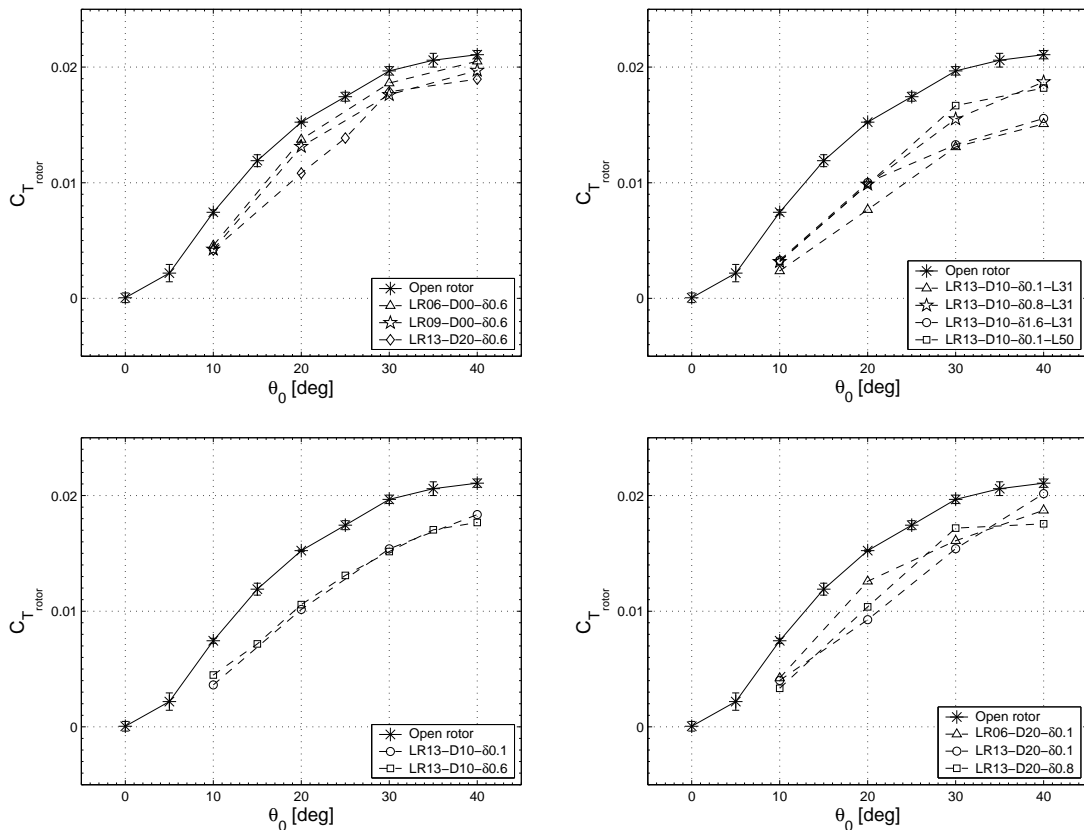 0.02
0.01
0
C_T_rotor
0 10 20 30 40
θ₀ [deg]
Open rotor
LR06−D00−δ0.6
LR09−D00−δ0.6
LR13−D20−δ0.6
0.02
0.01
0
C_T_rotor
0 10 20 30 40
θ₀ [deg]
Open rotor
LR13−D10−δ0.1−L31
LR13−D10−δ0.8−L31
LR13−D10−δ1.6−L31
LR13−D10−δ0.1−L50
0.02
0.01
0
C_T_rotor
0 10 20 30 40
θ₀ [deg]
Open rotor
LR13−D10−δ0.1
LR13−D10−δ0.6
0.02
0.01
0
C_T_rotor
0 10 20 30 40
θ₀ [deg]
Open rotor
LR06−D20−δ0.1
LR13−D20−δ0.1
LR13−D20−δ0.8